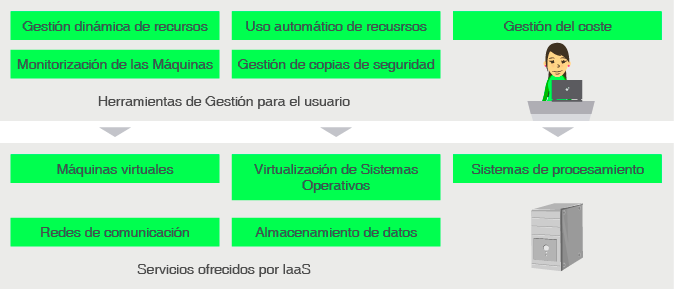 Gestión dinámica de recursos
Uso automático de recusrsos
Gestión del coste
Monitorización de las Máquinas
Gestión de copias de seguridad
Herramientas de Gestión para el usuario
Máquinas virtuales
Virtualización de Sistemas
Operativos
Sistemas de procesamiento
Redes de comunicación
Almacenamiento de datos
Servicios ofrecidos por IaaS